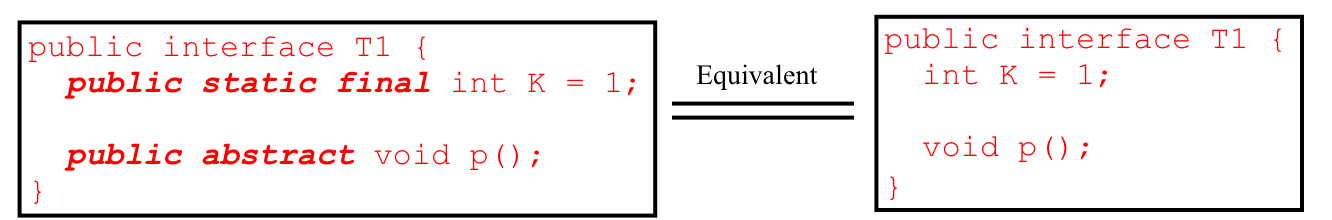 public interface T1 {
  public static final int K = 1;
  public abstract void p();
}
Equivalent
public interface T1 {
  int K = 1;
  void p();
}